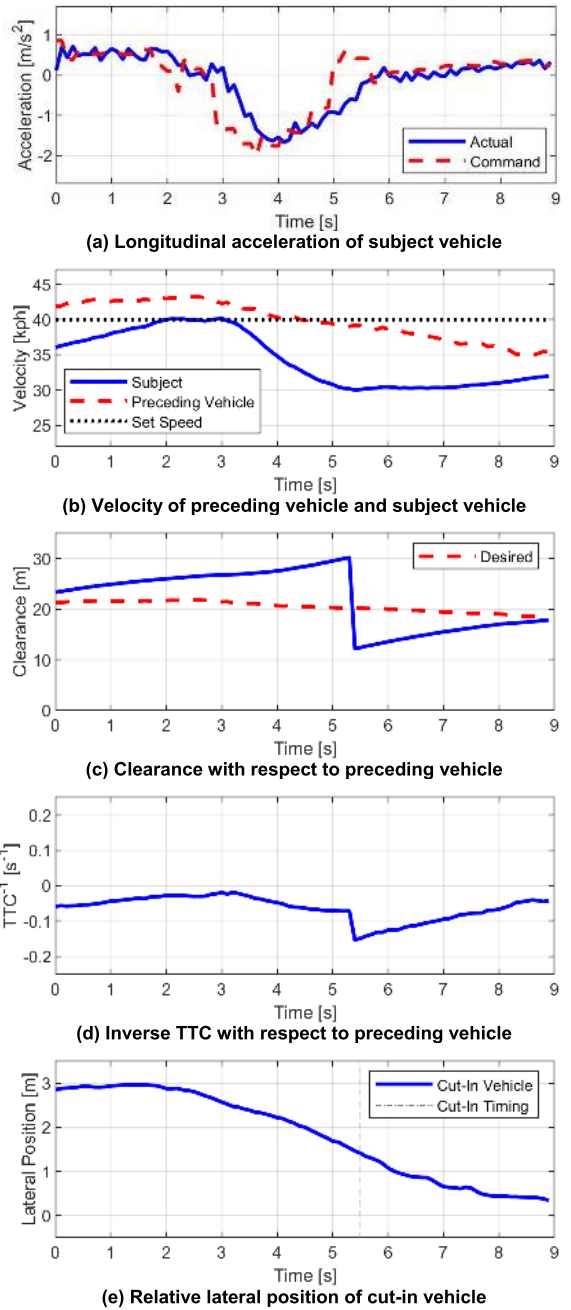 Acceleration [m/s²]
1
0
-1
-2
Actual
Command
0 1 2 3 4 5 6 7 8 9
Time [s]
(a) Longitudinal acceleration of subject vehicle
Velocity [kph]
45
40
35
30
25
Subject
Preceding Vehicle
Set Speed
0 1 2 3 4 5 6 7 8 9
Time [s]
(b) Velocity of preceding vehicle and subject vehicle
Clearance [m]
30
20
10
0
Desired
0 1 2 3 4 5 6 7 8 9
Time [s]
(c) Clearance with respect to preceding vehicle
TTC⁻¹ [s⁻¹]
0.2
0.1
0
-0.1
-0.2
0 1 2 3 4 5 6 7 8 9
Time [s]
(d) Inverse TTC with respect to preceding vehicle
Lateral Position [m]
3
2
1
0
Cut-In Vehicle
Cut-In Timing
0 1 2 3 4 5 6 7 8 9
Time [s]
(e) Relative lateral position of cut-in vehicle